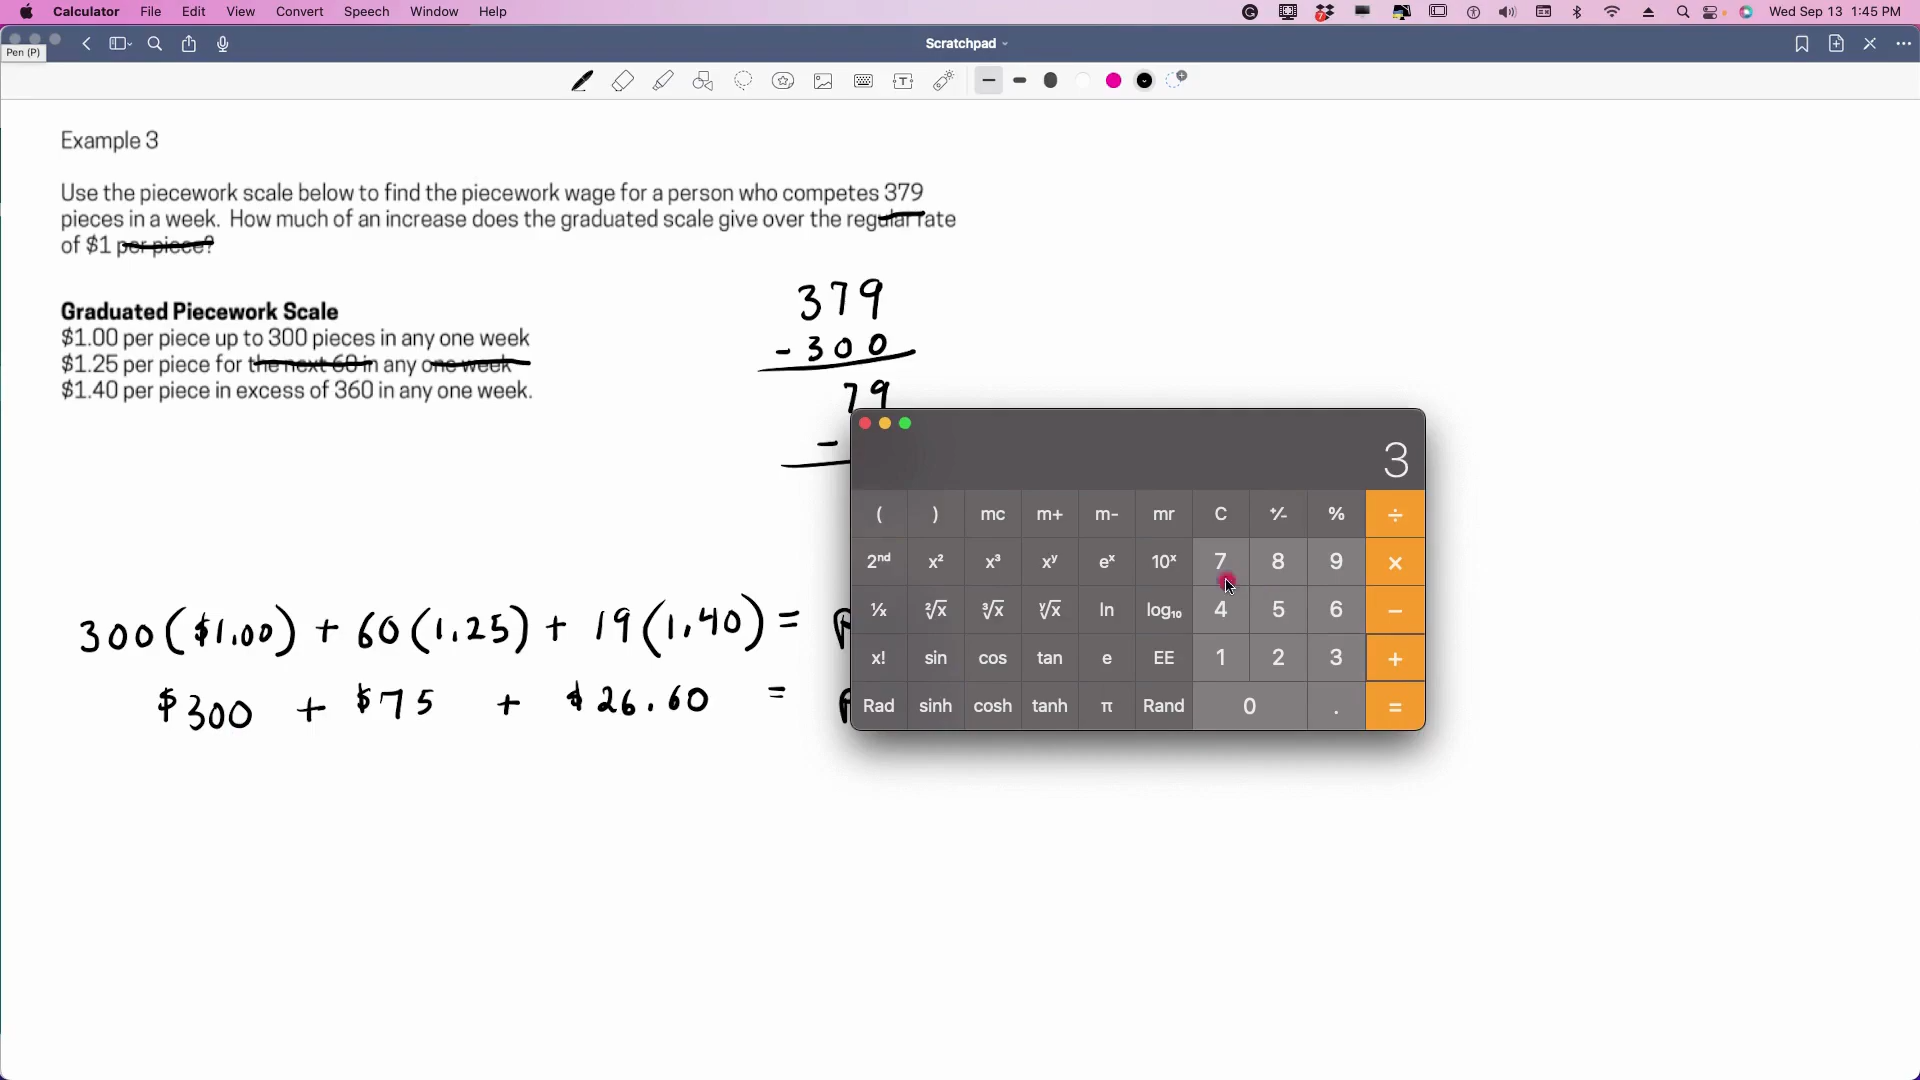 Calculator File Edit View Convert Speech Window Help Wed Sep 13 1:45 PM
Pen (P)
Scratchpad
Example 3
Use the piecework scale below to find the piecework wage for a person who competes 379
pieces in a week. How much of an increase does the graduated scale give over the regular rate
of $1 per piece?
Graduated Piecework Scale
$1.00 per piece up to 300 pieces in any one week
$1.25 per piece for the next 60 in any one week
$1.40 per piece in excess of 360 in any one week.
379
- 300
79
-
300 ($1.00) + 60 (1.25) + 19 (1.40) =
$300 + $75 + $26.60 =
3
( ) mc m+ m- mr C +/- % ÷
2nd x² x³ xʸ eˣ 10ˣ 7 8 9 ×
1/x ²√x ³√x ʸ√x ln log₁₀ 4 5 6 −
x! sin cos tan e EE 1 2 3 +
Rad sinh cosh tanh π Rand 0 . =